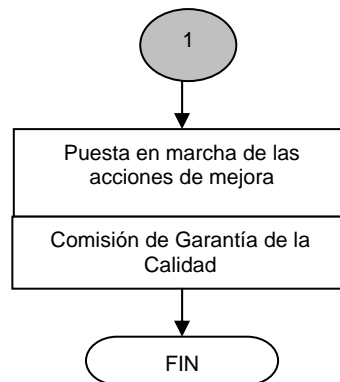 1
Puesta en marcha de las
acciones de mejora
Comisión de Garantía de la
Calidad
FIN